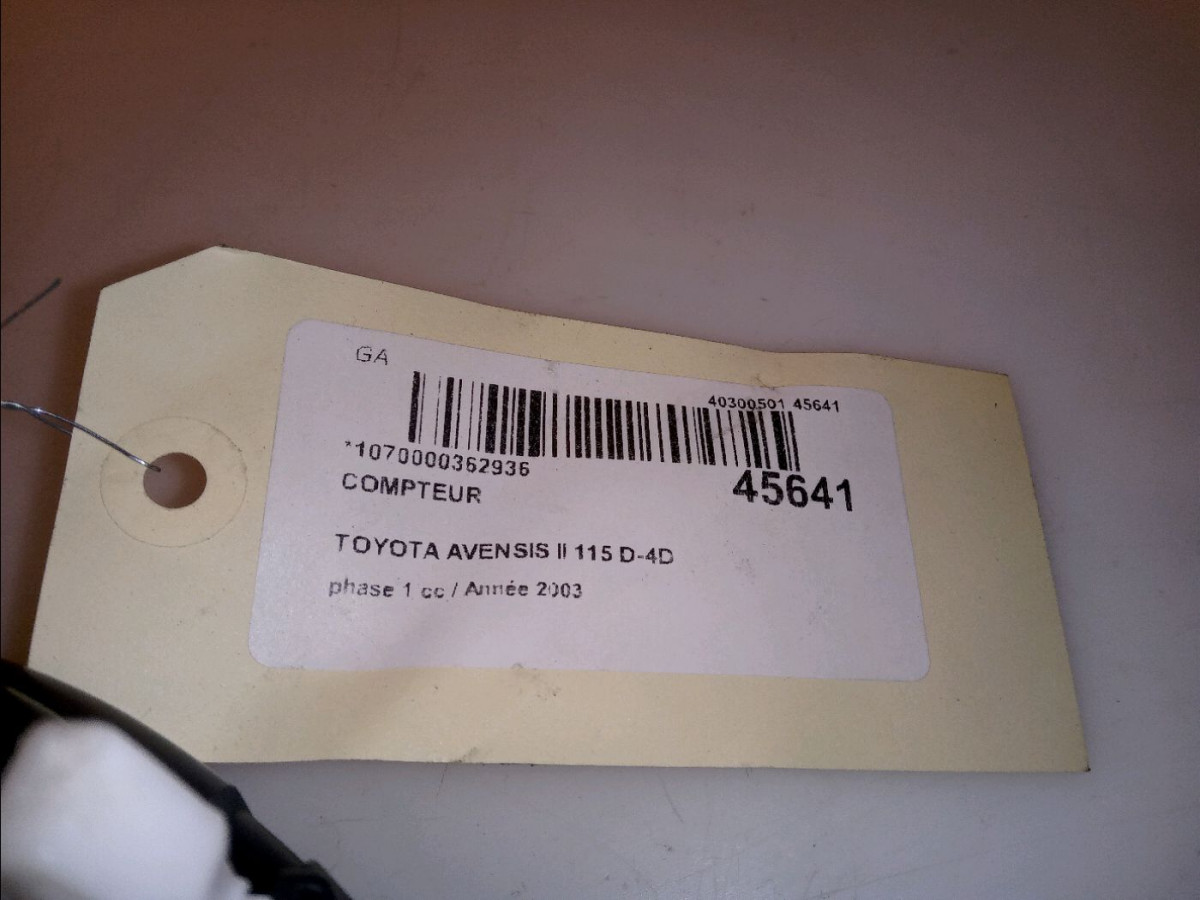 GA
40300501 45641
*1070000362936
45641
COMPTEUR
TOYOTA AVENSIS II 115 D-4D
phase 1 cc / Année 2003